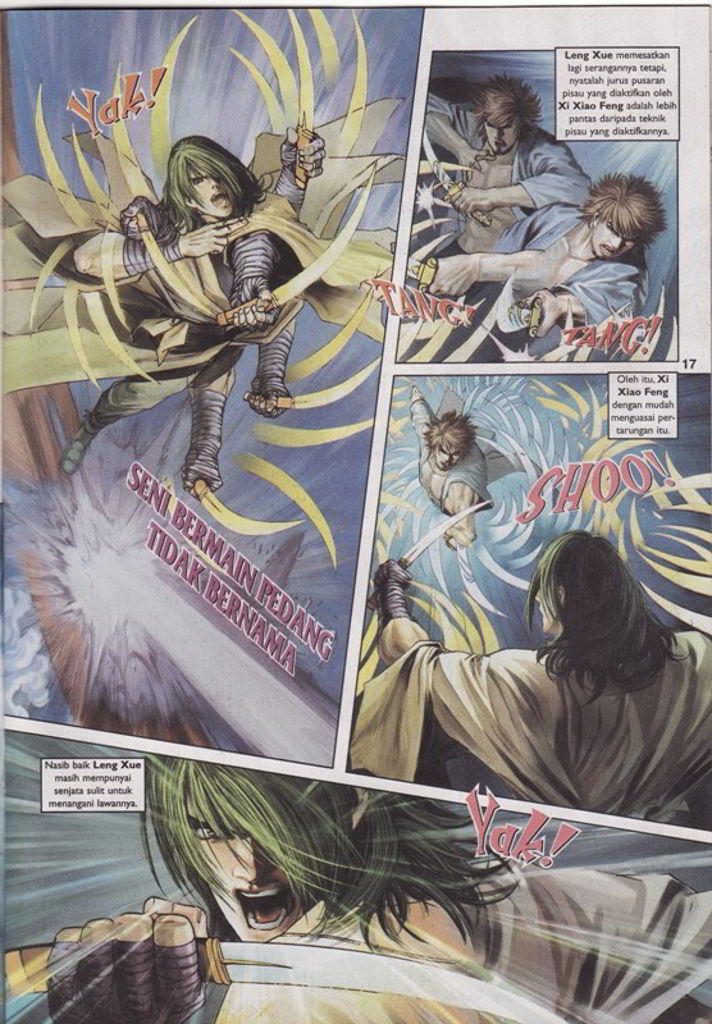 Yak!
SENI BERMAIN PEDANG
TIDAK BERNAMA
Leng Xue memesatkan
lagi serangannya tetapi,
nyatalah jurus pusaran
pisau yang diaktifkan oleh
Xi Xiao Feng adalah lebih
pantas daripada teknik
pisau yang diaktifkannya.
TANG!
TANG!
17
Oleh itu, Xi
Xiao Feng
dengan mudah
menguasai per-
tarungan itu.
SHOO!
Nasib baik Leng Xue
masih mempunyai
senjata sulit untuk
menangani lawannya.
Yak!